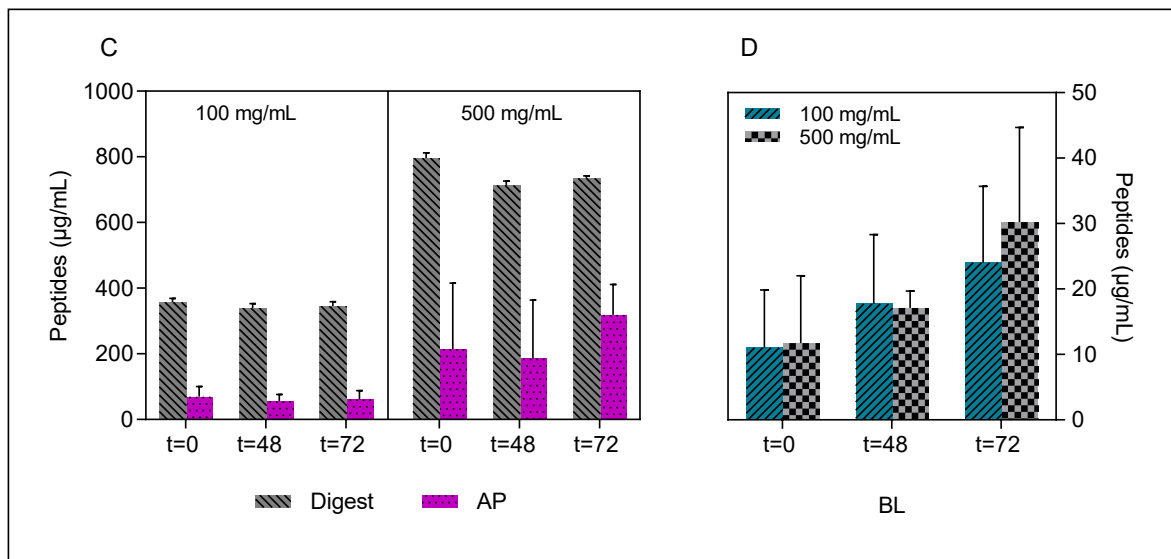 C
Peptides (µg/mL)
1000
800
600
400
200
0
100 mg/mL
500 mg/mL
t=0
t=48
t=72
t=0
t=48
t=72
Digest
AP
D
100 mg/mL
500 mg/mL
50
40
30
20
10
0
Peptides (µg/mL)
t=0
t=48
t=72
BL